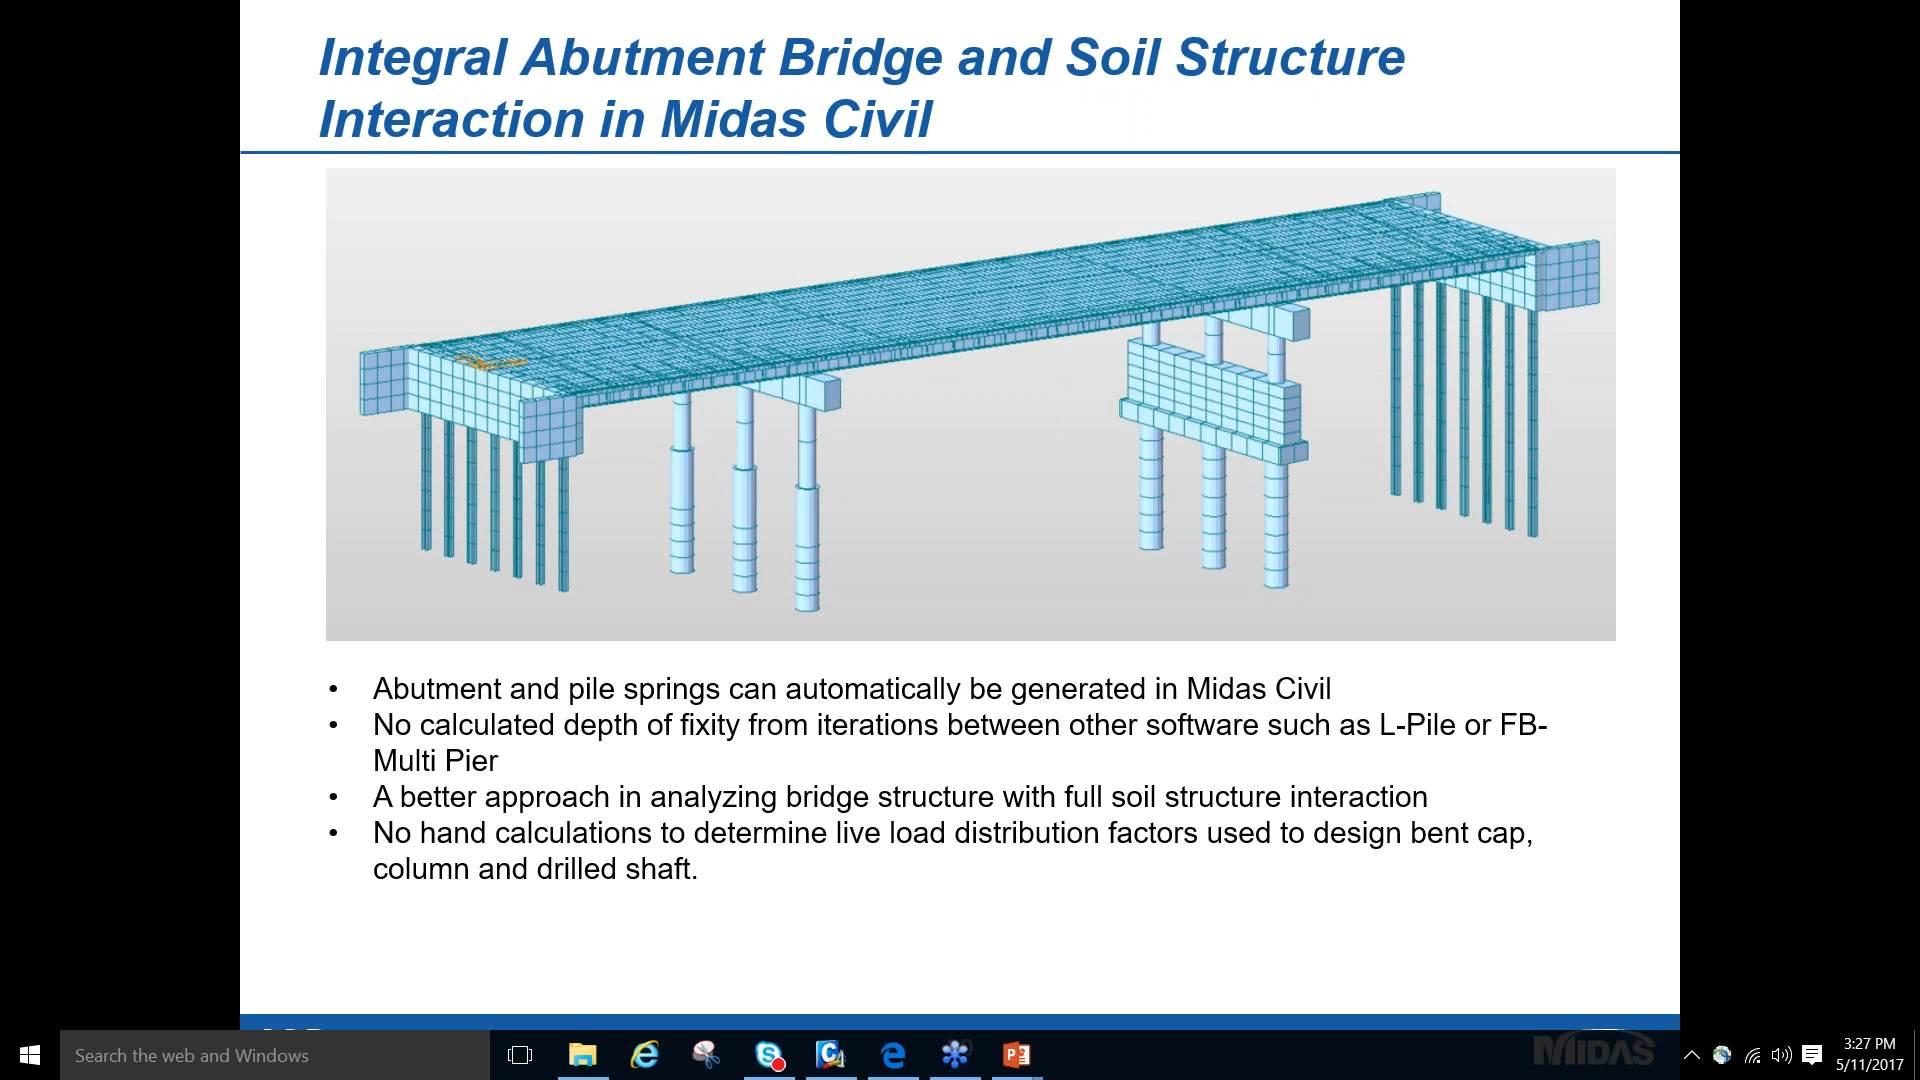 Integral Abutment Bridge and Soil Structure
Interaction in Midas Civil
• Abutment and pile springs can automatically be generated in Midas Civil
• No calculated depth of fixity from iterations between other software such as L-Pile or FB-
Multi Pier
• A better approach in analyzing bridge structure with full soil structure interaction
• No hand calculations to determine live load distribution factors used to design bent cap,
column and drilled shaft.
MIDAS
Search the web and Windows
3:27 PM
5/11/2017